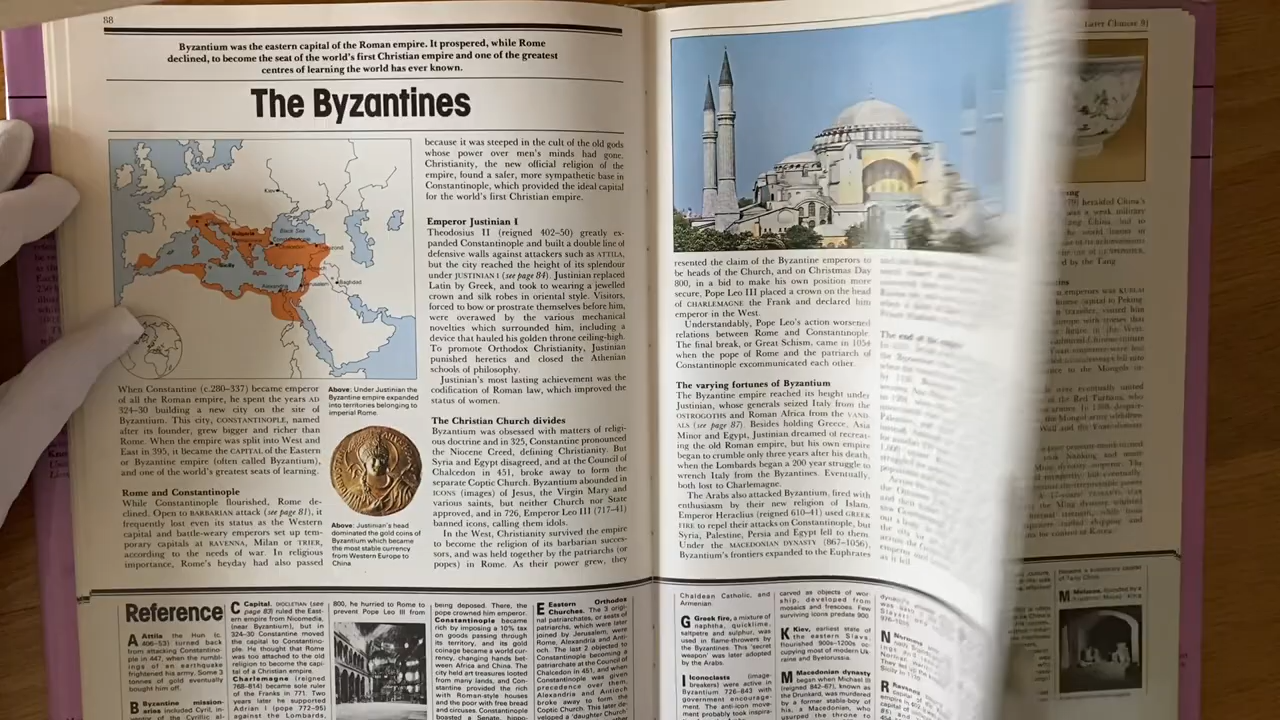 88
Byzantium was the eastern capital of the Roman empire. It prospered, while Rome
declined, to become the seat of the world's first Christian empire and one of the greatest
centres of learning the world has ever known.
The Byzantines
Kiev
Bulgaria
Black Sea
Sicily
Alexandria
Jerusalem
Baghdad
When Constantine (c.280–337) became emperor
of all the Roman empire, he spent the years AD
324–30 building a new city on the site of
Byzantium. This city, CONSTANTINOPLE, named
after its founder, grew bigger and richer than
Rome. When the empire was split into West and
East in 395, it became the CAPITAL of the Eastern
or Byzantine empire (often called Byzantium),
and one of the world's greatest seats of learning.
Rome and Constantinople
While Constantinople flourished, Rome de-
clined. Open to BARBARIAN attack (see page 81), it
frequently lost even its status as the Western
capital and battle-weary emperors set up tem-
porary capitals at RAVENNA, Milan or TRIER,
according to the needs of war. In religious
importance, Rome's heyday had also passed
Above: Under Justinian the
Byzantine empire expanded
into territories belonging to
imperial Rome.
Above: Justinian's head
dominated the gold coins of
Byzantium which became
the most stable currency
from Western Europe to
China
because it was steeped in the cult of the old gods
whose power over men's minds had gone.
Christianity, the new official religion of the
empire, found a safer, more sympathetic base in
Constantinople, which provided the ideal capital
for the world's first Christian empire.
Emperor Justinian I
Theodosius II (reigned 402–50) greatly ex-
panded Constantinople and built a double line of
defensive walls against attackers such as ATTILA,
but the city reached the height of its splendour
under JUSTINIAN I (see page 84). Justinian replaced
Latin by Greek, and took to wearing a jewelled
crown and silk robes in oriental style. Visitors,
forced to bow or prostrate themselves before him,
were overawed by the various mechanical
novelties which surrounded him, including a
device that hauled his golden throne ceiling-high.
To promote Orthodox Christianity, Justinian
punished heretics and closed the Athenian
schools of philosophy.
Justinian's most lasting achievement was the
codification of Roman law, which improved the
status of women.
The Christian Church divides
Byzantium was obsessed with matters of religi-
ous doctrine and in 325, Constantine pronounced
the Niocene Creed, defining Christianity. But
Syria and Egypt disagreed, and at the Council of
Chalcedon in 451, broke away to form the
separate Coptic Church. Byzantium abounded in
ICONS (images) of Jesus, the Virgin Mary and
various saints, but neither Church nor State
approved, and in 726, Emperor Leo III (717–41)
banned icons, calling them idols.
In the West, Christianity survived the empire
to become the religion of its barbarian succes-
sors, and was held together by the patriarchs (or
popes) in Rome. As their power grew, they
resented the claim of the Byzantine emperors to
be heads of the Church, and on Christmas Day
800, in a bid to make his own position more
secure, Pope Leo III placed a crown on the head
of CHARLEMAGNE the Frank and declared him
emperor in the West.
Understandably, Pope Leo's action worsened
relations between Rome and Constantinople.
The final break, or Great Schism, came in 1054
when the pope of Rome and the patriarch of
Constantinople excommunicated each other.
The varying fortunes of Byzantium
The Byzantine empire reached its height under
Justinian, whose generals seized Italy from the
OSTROGOTHS and Roman Africa from the VAND-
ALS (see page 87). Besides holding Greece, Asia
Minor and Egypt, Justinian dreamed of recreat-
ing the old Roman empire, but his own empire
began to crumble only three years after his death,
when the Lombards began a 200 year struggle to
wrench Italy from the Byzantines. Eventually,
both lost to Charlemagne.
The Arabs also attacked Byzantium, fired with
enthusiasm by their new religion of Islam.
Emperor Heraclius (reigned 610–41) used GREEK
FIRE to repel their attacks on Constantinople, but
Syria, Palestine, Persia and Egypt fell to them.
Under the MACEDONIAN DYNASTY (867–1056),
Byzantium's frontiers expanded to the Euphrates
The end of
Reference
A Attila the Hun (c.
406–53) turned back
from attacking Constantino-
ple in 447, when the rumbl-
ings of an earthquake
frightened his army. Some 3
tonnes of gold eventually
bought him off.
B Byzantine mission-
aries included Cyril, in-
ventor of the Cyrillic al-
C Capital. DIOCLETIAN (see
page 83) ruled the East-
ern empire from Nicomedia,
(near Byzantium), but in
324–30 Constantine moved
the capital to Constantino-
ple. He thought that Rome
was too attached to the old
religion to become the capi-
tal of a Christian empire.
Charlemagne (reigned
768–814) became sole ruler
of the Franks in 771. Two
years later he supported
Adrian I (pope 772–95)
against the Lombards,
800, he hurried to Rome to
prevent Pope Leo III from
being deposed. There, the
pope crowned him emperor.
Constantinople became
rich by imposing a 10% tax
on goods passing through
its territory, and its gold
coinage became a world cur-
rency, changing hands bet-
ween Africa and China. The
city held art treasures looted
from many lands, and Con-
stantine provided the rich
with Roman-style houses
and the poor with free bread
and circuses. Constantinople
boasted a Senate, hippo-
E Eastern Orthodox
Churches. The 3 origi-
nal patriarchates, or seats of
patriarchs, which were later
joined by Jerusalem, were
Rome, Alexandria and Anti-
och. The last 2 objected to
Constantinople becoming a
patriarchate at the Council of
Chalcedon in 451, and when
Constantinople was given
precedence over them,
Alexandria and Antioch
broke away to form the
Coptic Church. This later de-
veloped a 'daughter Church'
Chaldean Catholic, and
Armenian.
G Greek fire, a mixture of
naphtha, quicklime,
saltpetre and sulphur, was
used in flame-throwers by
the Byzantines. This 'secret
weapon' was later adopted
by the Arabs.
I Iconoclasts (image-
breakers) were active in
Byzantium 726–843 with
government encourage-
ment. The anti-icon move-
ment probably took inspira-
carved as objects of wor-
ship, developed from
mosaics and frescoes. Few
surviving icons predate 900
K Kiev, earliest state of
the eastern Slavs,
flourished 900s–1240s oc-
cupying most of modern Uk-
raine and Byelorussia.
M Macedonian dynasty
began when Michael III
(reigned 842–67), known as
the Drunkard, was murdered
by a former stable-boy of
his, a Macedonian, who
usurped the throne to
N Normans
R Ravenna
91